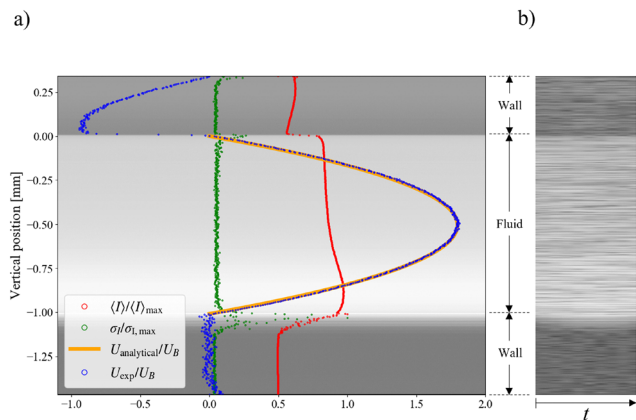 a)
b)
Vertical position [mm]
0.25
0.00
−0.25
−0.50
−0.75
−1.00
−1.25
⟨I⟩/⟨I⟩max
σI/σI, max
Uanalytical/UB
Uexp/UB
−1.0
−0.5
0.0
0.5
1.0
1.5
2.0
Wall
Fluid
Wall
t